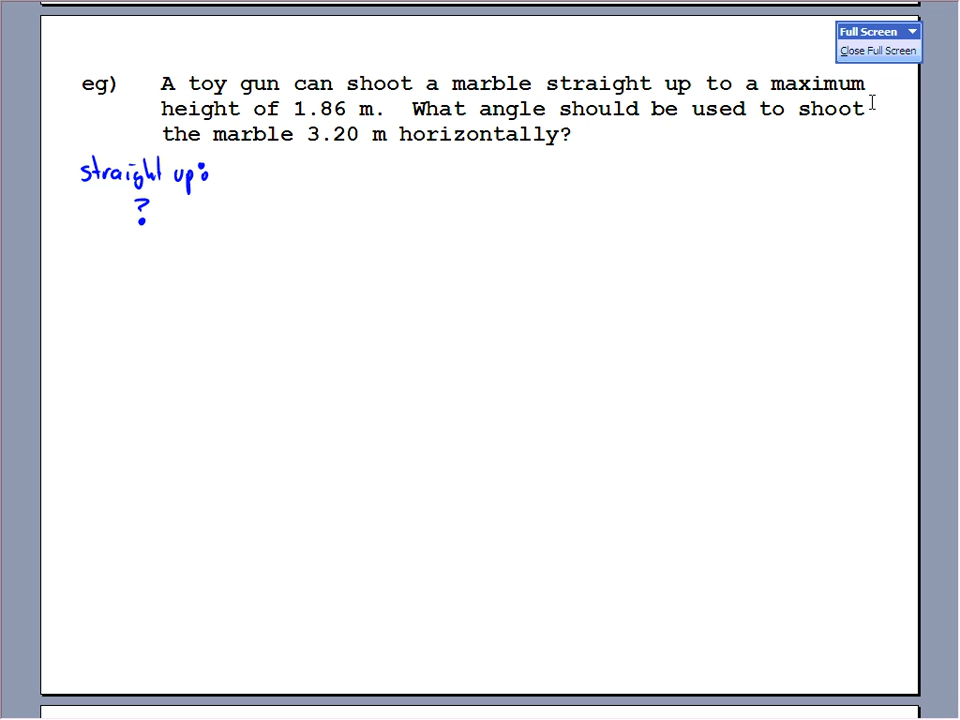 Full Screen
Close Full Screen
eg) A toy gun can shoot a marble straight up to a maximum
height of 1.86 m. What angle should be used to shoot
the marble 3.20 m horizontally?
straight up:
?